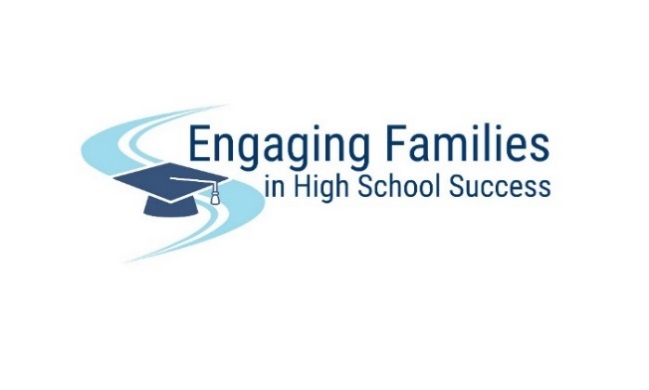 Engaging Families
in High School Success